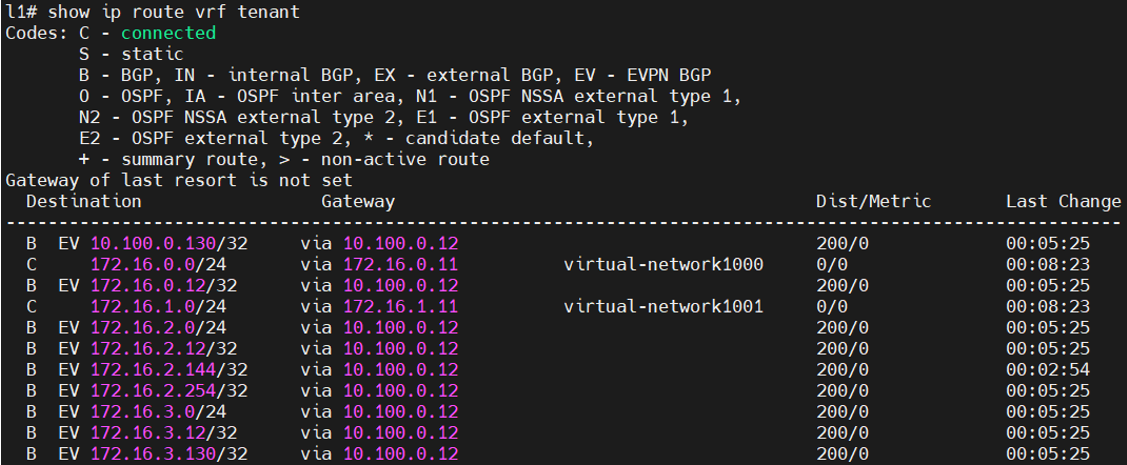 l1# show ip route vrf tenant
Codes: C - connected
       S - static
       B - BGP, IN - internal BGP, EX - external BGP, EV - EVPN BGP
       O - OSPF, IA - OSPF inter area, N1 - OSPF NSSA external type 1,
       N2 - OSPF NSSA external type 2, E1 - OSPF external type 1,
       E2 - OSPF external type 2, * - candidate default,
       + - summary route, > - non-active route
Gateway of last resort is not set
  Destination                 Gateway                                        Dist/Metric       Last Change
----------------------------------------------------------------------------------------------------------
  B  EV 10.100.0.130/32     via 10.100.0.12                                  200/0             00:05:25
  C     172.16.0.0/24       via 172.16.0.11          virtual-network1000     0/0               00:08:23
  B  EV 172.16.0.12/32      via 10.100.0.12                                  200/0             00:05:25
  C     172.16.1.0/24       via 172.16.1.11          virtual-network1001     0/0               00:08:23
  B  EV 172.16.2.0/24       via 10.100.0.12                                  200/0             00:05:25
  B  EV 172.16.2.12/32      via 10.100.0.12                                  200/0             00:05:25
  B  EV 172.16.2.144/32     via 10.100.0.12                                  200/0             00:02:54
  B  EV 172.16.2.254/32     via 10.100.0.12                                  200/0             00:05:25
  B  EV 172.16.3.0/24       via 10.100.0.12                                  200/0             00:05:25
  B  EV 172.16.3.12/32      via 10.100.0.12                                  200/0             00:05:25
  B  EV 172.16.3.130/32     via 10.100.0.12                                  200/0             00:05:25